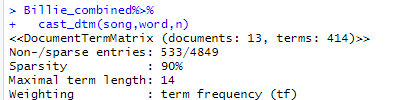 > Billie_combined%>%
+   cast_dtm(song,word,n)
<<DocumentTermMatrix (documents: 13, terms: 414)>>
Non-/sparse entries: 533/4849
Sparsity           : 90%
Maximal term length: 14
Weighting          : term frequency (tf)